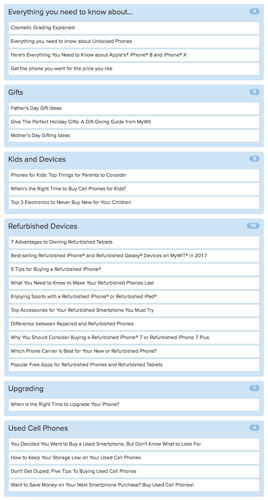 Everything you need to know about...
4
Cosmetic Grading Explained
Everything you need to know about Unlocked Phones
Here's Everything You Need to Know about Apple's® iPhone® 8 and iPhone® X
Get the phone you want for the price you like
Gifts
3
Father's Day Gift Ideas
Give The Perfect Holiday Gifts: A Gift-Giving Guide from MyWit
Mother's Day Gifting Ideas
Kids and Devices
3
Phones for Kids: Top Things for Parents to Consider
When's the Right Time to Buy Cell Phones for Kids?
Top 3 Electronics to Never Buy New for Your Children
Refurbished Devices
10
7 Advantages to Owning Refurbished Tablets
Best-selling Refurbished iPhone® and Refurbished Galaxy® Devices on MyWIT® in 2017
5 Tips for Buying a Refurbished iPhone®
What You Need to Know to Make Your Refurbished Phones Last
Enjoying Sports with a Refurbished iPhone® or Refurbished iPad®
Top Accessories for Your Refurbished Smartphone You Must Try
Difference between Repaired and Refurbished Phones
Why You Should Consider Buying a Refurbished iPhone® 7 or Refurbished iPhone 7 Plus
Which Phone Carrier is Best for Your New or Refurbished Phone?
Popular Free Apps for Refurbished Phones and Refurbished Tablets
Upgrading
1
When is the Right Time to Upgrade Your Phone?
Used Cell Phones
4
You Decided You Want to Buy a Used Smartphone, But Don't Know What to Look For
How to Keep Your Storage Low on Your Used Cell Phones
Don't Get Duped: Five Tips To Buying Used Cell Phones
Want to Save Money on Your Next Smartphone Purchase? Buy Used Cell Phones!